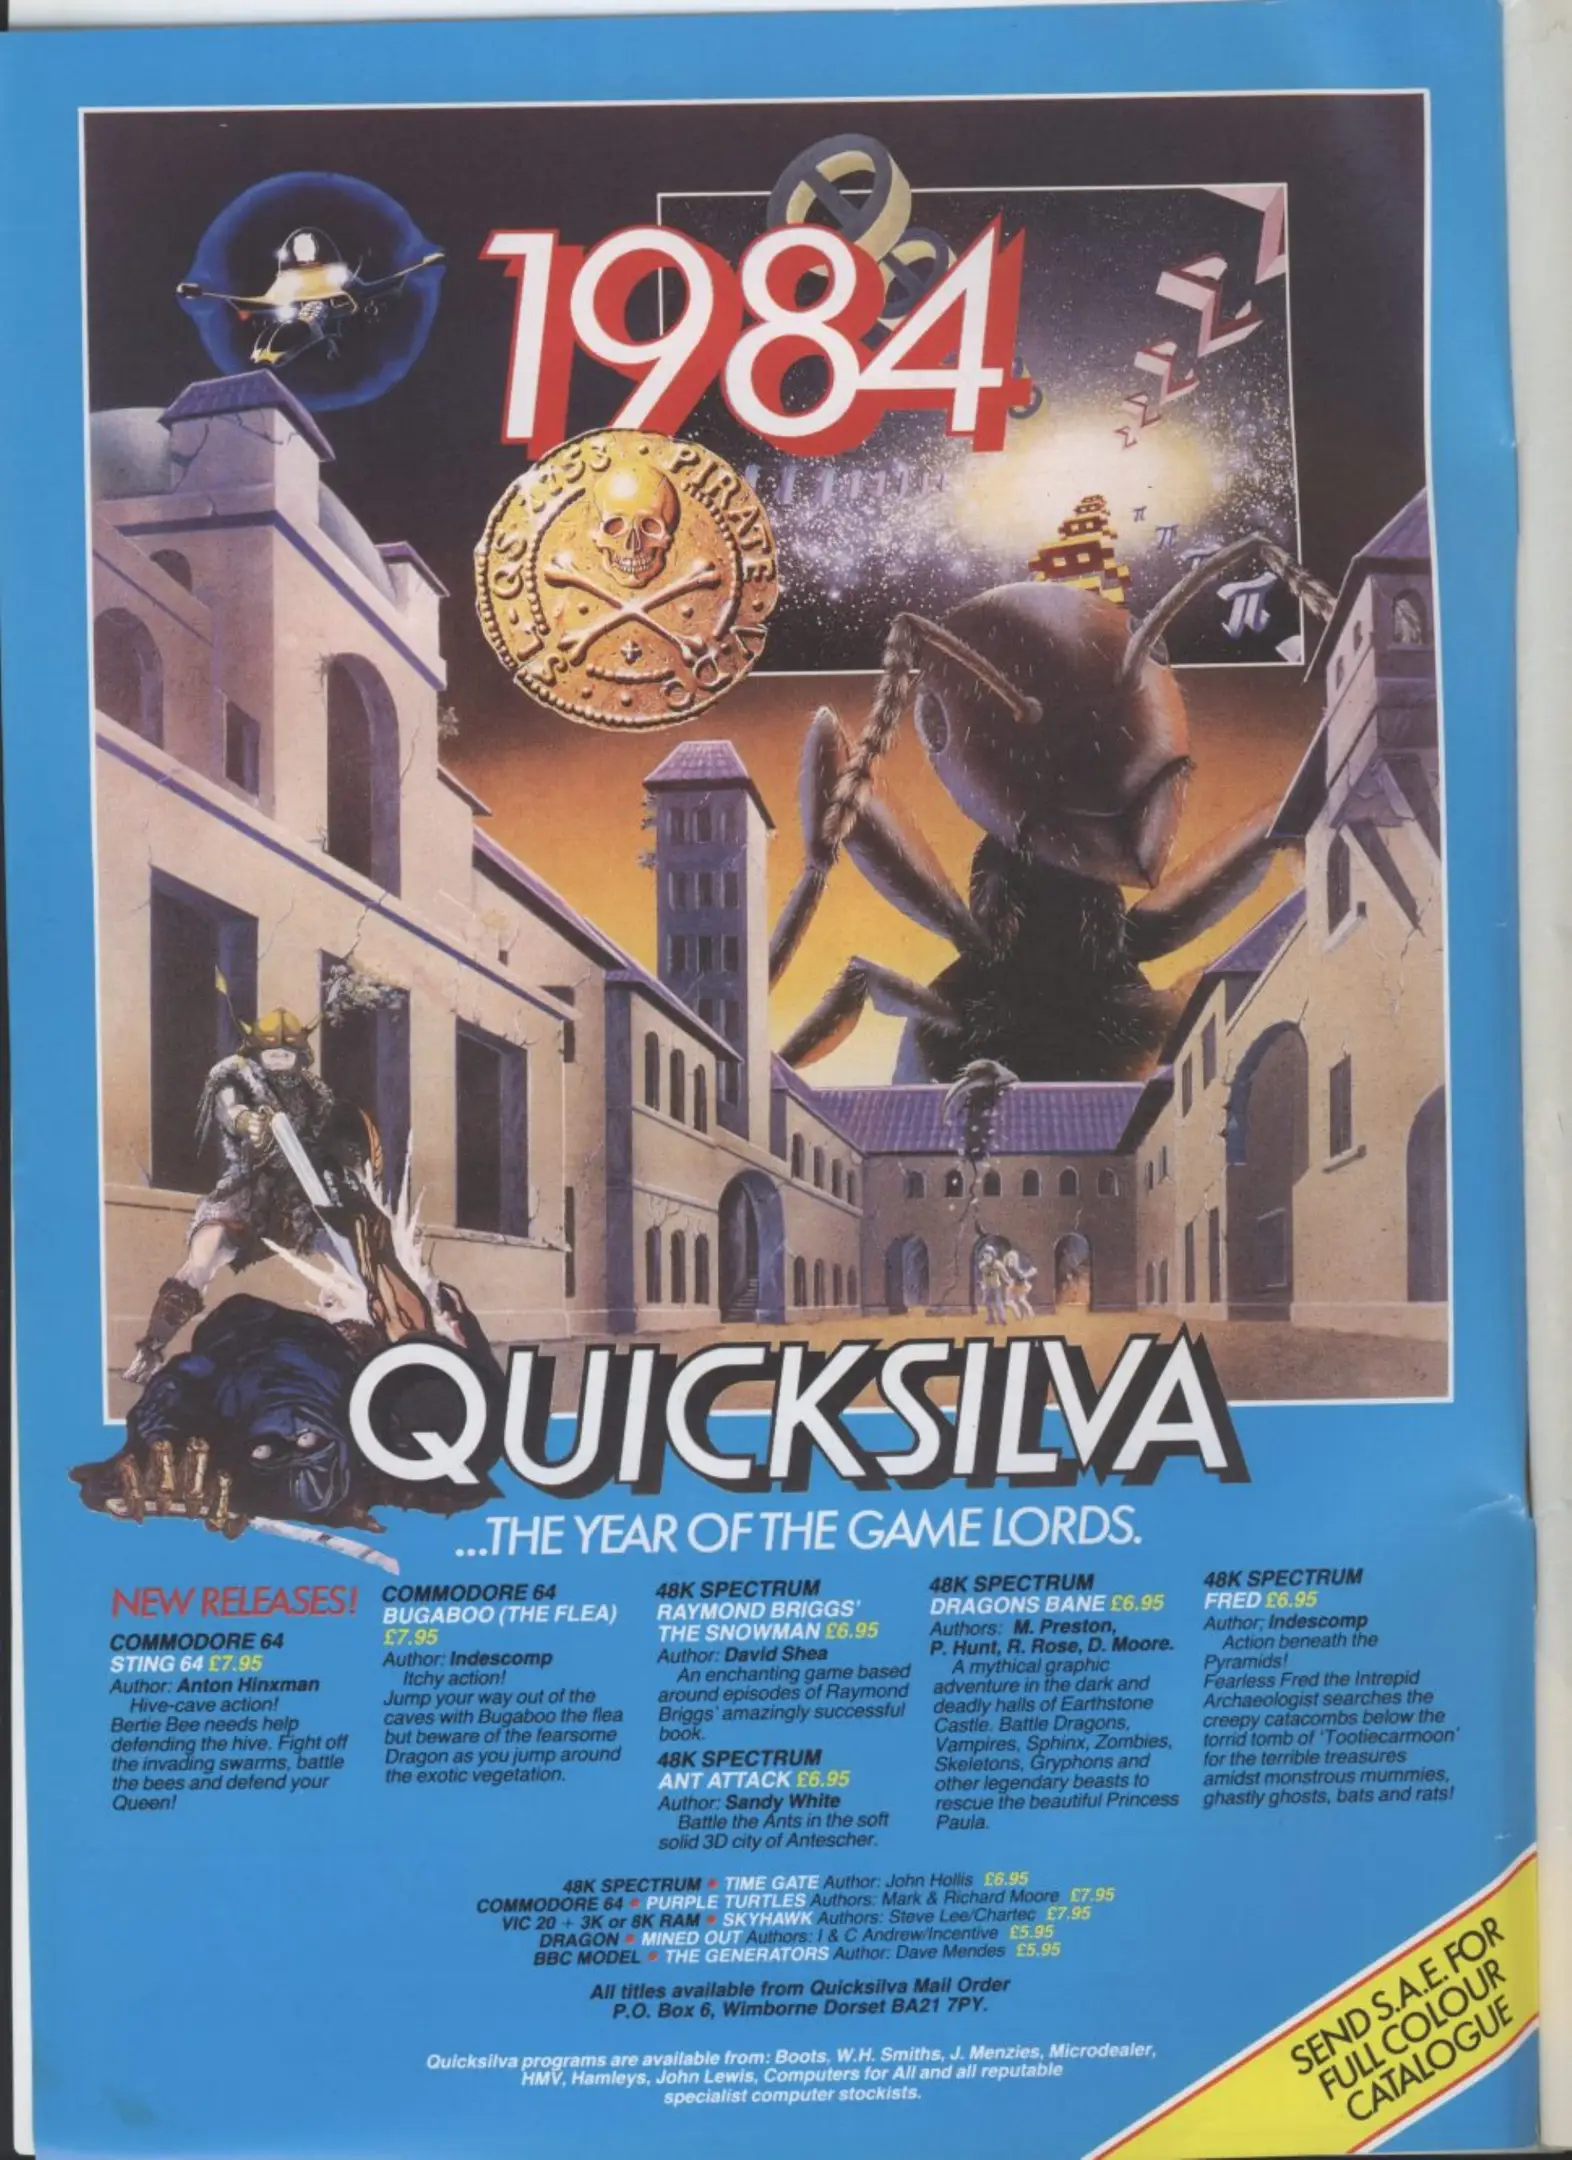 1984
1753 · PIRATE ·
QUICKSILVA
...THE YEAR OF THE GAME LORDS.
NEW RELEASES!
COMMODORE 64
STING 64 £7.95
Author: Anton Hinxman
Hive-cave action!
Bertie Bee needs help
defending the hive. Fight off
the invading swarms, battle
the bees and defend your
Queen!
COMMODORE 64
BUGABOO (THE FLEA)
£7.95
Author: Indescomp
Itchy action!
Jump your way out of the
caves with Bugaboo the flea
but beware of the fearsome
Dragon as you jump around
the exotic vegetation.
48K SPECTRUM
RAYMOND BRIGGS'
THE SNOWMAN £6.95
Author: David Shea
An enchanting game based
around episodes of Raymond
Briggs' amazingly successful
book.
48K SPECTRUM
ANT ATTACK £6.95
Author: Sandy White
Battle the Ants in the soft
solid 3D city of Antescher.
48K SPECTRUM
DRAGONS BANE £6.95
Authors: M. Preston,
P. Hunt, R. Rose, D. Moore.
A mythical graphic
adventure in the dark and
deadly halls of Earthstone
Castle. Battle Dragons,
Vampires, Sphinx, Zombies,
Skeletons, Gryphons and
other legendary beasts to
rescue the beautiful Princess
Paula.
48K SPECTRUM
FRED £6.95
Author; Indescomp
Action beneath the
Pyramids!
Fearless Fred the Intrepid
Archaeologist searches the
creepy catacombs below the
torrid tomb of 'Tootiecarmoon'
for the terrible treasures
amidst monstrous mummies,
ghastly ghosts, bats and rats!
48K SPECTRUM • TIME GATE Author: John Hollis £6.95
COMMODORE 64 • PURPLE TURTLES Authors: Mark & Richard Moore £7.95
VIC 20 + 3K or 8K RAM • SKYHAWK Authors: Steve Lee/Chartec £7.95
DRAGON • MINED OUT Authors: I & C Andrew/Incentive £5.95
BBC MODEL • THE GENERATORS Author: Dave Mendes £5.95
All titles available from Quicksilva Mail Order
P.O. Box 6, Wimborne Dorset BA21 7PY.
Quicksilva programs are available from: Boots, W.H. Smiths, J. Menzies, Microdealer,
HMV, Hamleys, John Lewis, Computers for All and all reputable
specialist computer stockists.
SEND S.A.E. FOR
FULL COLOUR
CATALOGUE